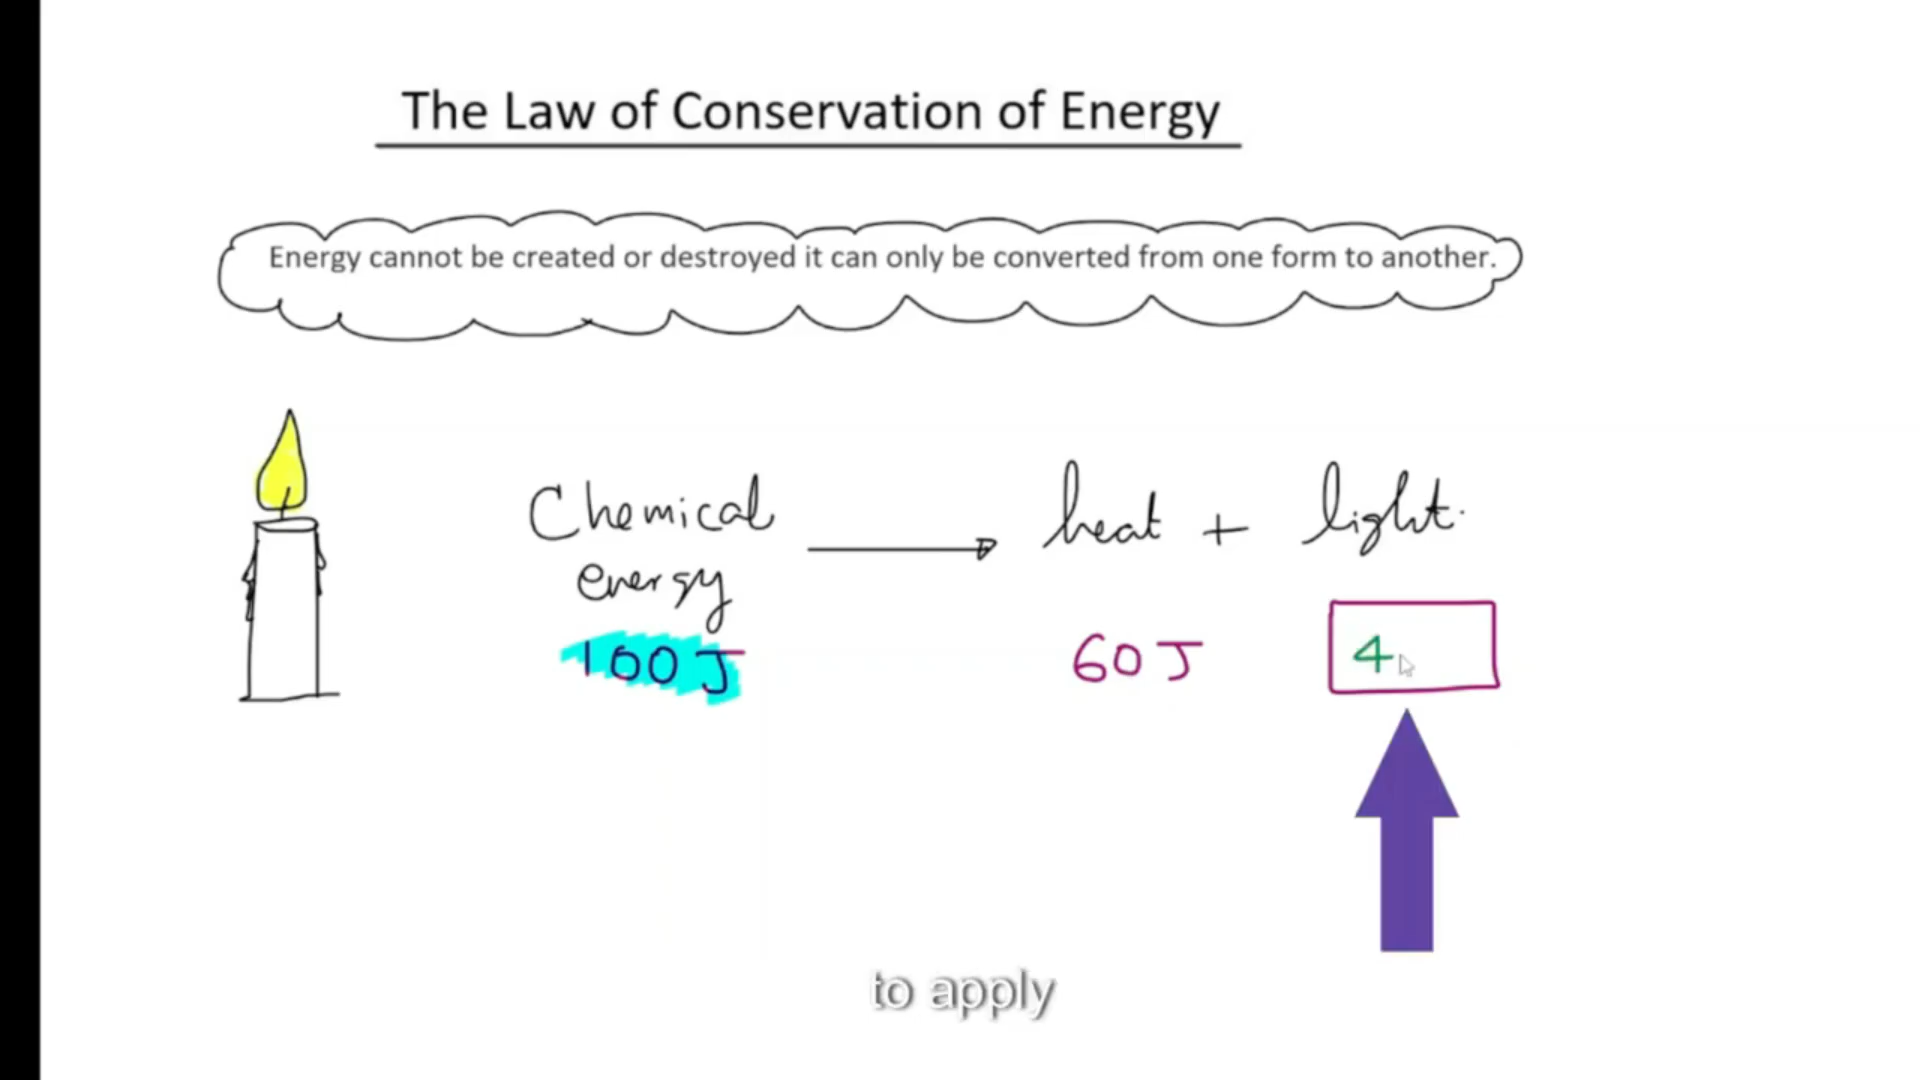 The Law of Conservation of Energy
Energy cannot be created or destroyed it can only be converted from one form to another.
Chemical energy → heat + light.
100 J 60 J 4
to apply